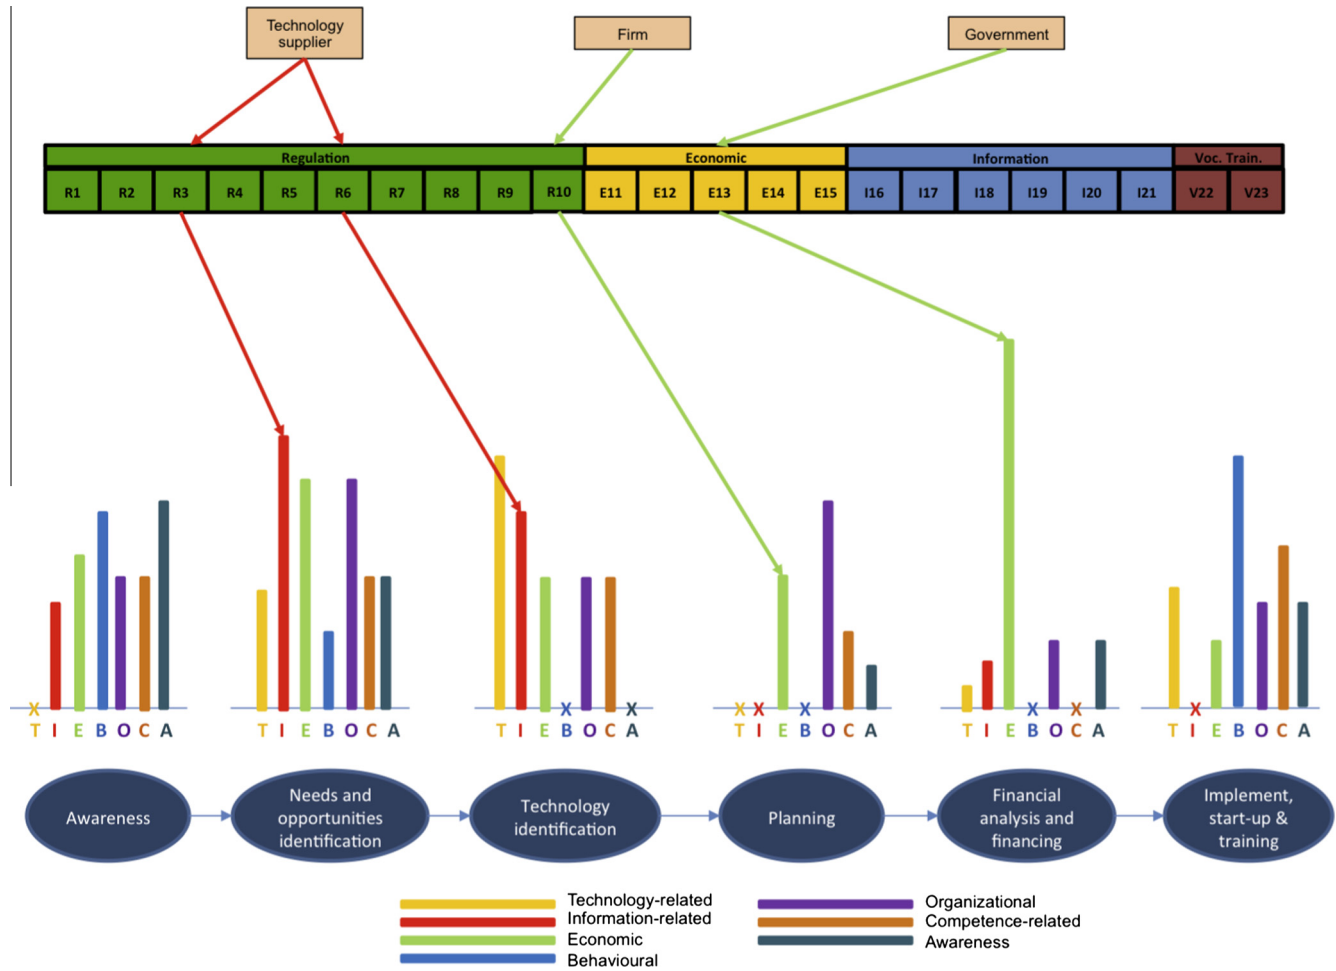 Technology
supplier
Firm
Government
Regulation Economic Information Voc. Train.
R1 R2 R3 R4 R5 R6 R7 R8 R9 R10 E11 E12 E13 E14 E15 I16 I17 I18 I19 I20 I21 V22 V23
X X X X X X X X X X
T I E B O C A T I E B O C A T I E B O C A T I E B O C A T I E B O C A T I E B O C A
Awareness
Needs and
opportunities
identification
Technology
identification
Planning
Financial
analysis and
financing
Implement,
start-up &
training
Technology-related
Information-related
Economic
Behavioural
Organizational
Competence-related
Awareness